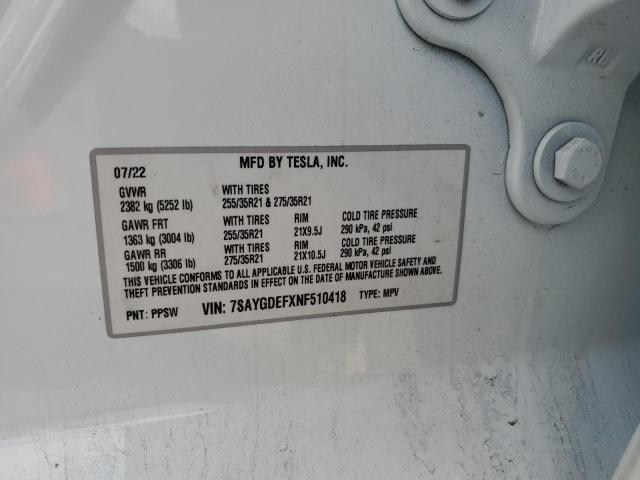 07/22 MFD BY TESLA, INC.
GVWR WITH TIRES
2382 kg (5252 lb) 255/35R21 & 275/35R21
GAWR FRT WITH TIRES RIM COLD TIRE PRESSURE
1363 kg (3004 lb) 255/35R21 21X9.5J 290 kPa, 42 psi
GAWR RR WITH TIRES RIM COLD TIRE PRESSURE
1500 kg (3306 lb) 275/35R21 21X10.5J 290 kPa, 42 psi
THIS VEHICLE CONFORMS TO ALL APPLICABLE U.S. FEDERAL MOTOR VEHICLE SAFETY AND
THEFT PREVENTION STANDARDS IN EFFECT ON THE DATE OF MANUFACTURE SHOWN ABOVE.
PNT: PPSW VIN: 7SAYGDEFXNF510418 TYPE: MPV
RL